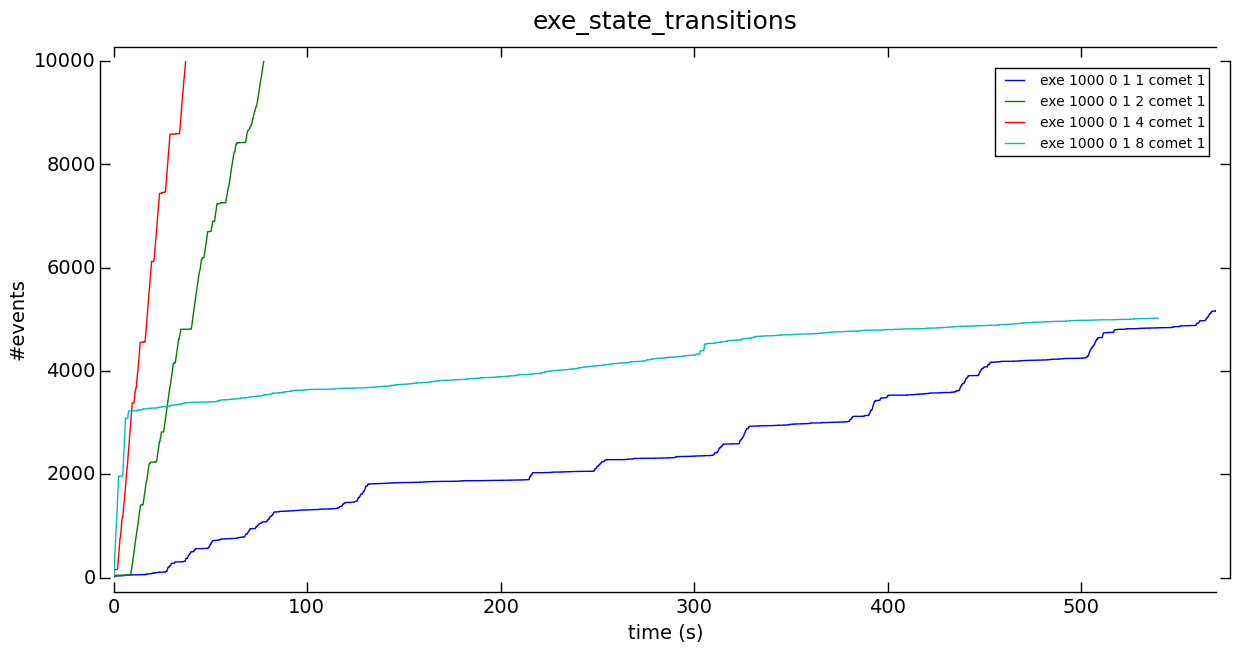 exe_state_transitions
10000
8000
6000
4000
2000
0
#events
exe 1000 0 1 1 comet 1
exe 1000 0 1 2 comet 1
exe 1000 0 1 4 comet 1
exe 1000 0 1 8 comet 1
0 100 200 300 400 500
time (s)